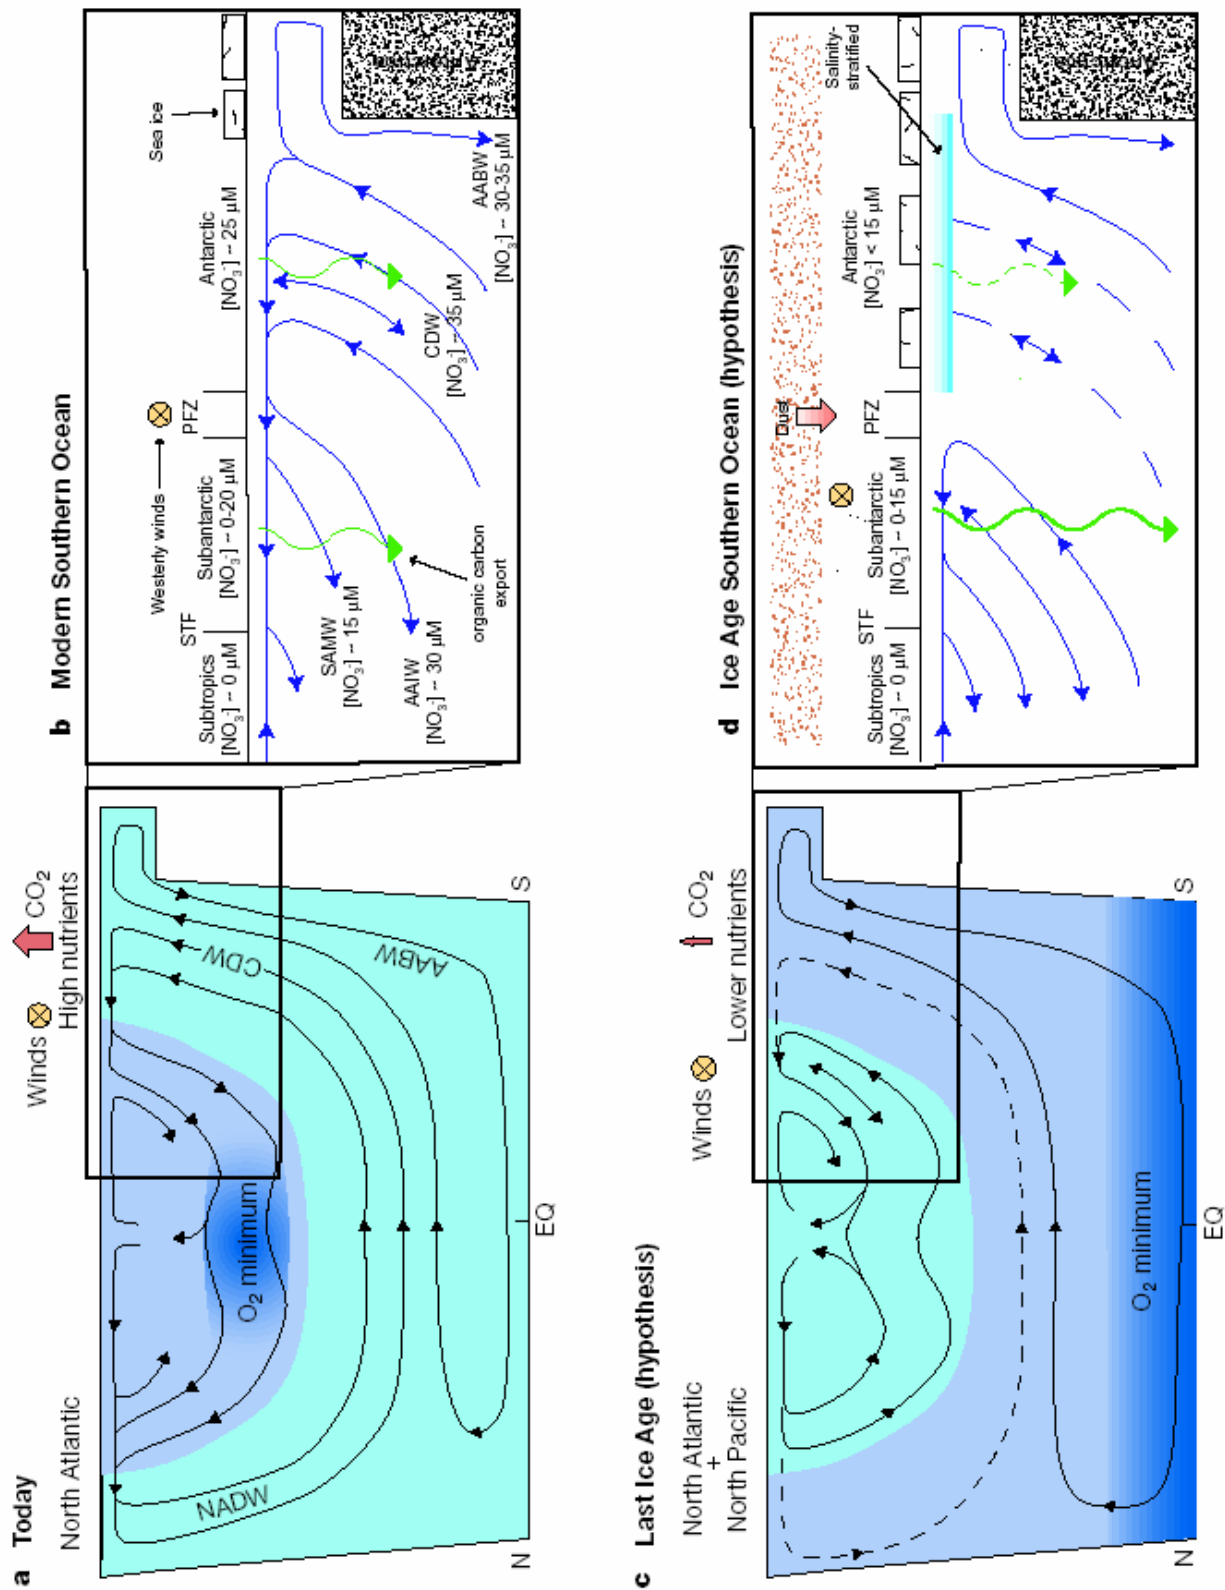 a Today
North Atlantic
Winds
CO2
High nutrients
O2 minimum
NADW
CDW
AABW
N
EQ
S
b Modern Southern Ocean
Westerly winds
Sea ice
Subtropics
[NO3-] ~ 0 µM
STF
Subantarctic
[NO3-] ~ 0-20 µM
PFZ
Antarctic
[NO3-] ~ 25 µM
SAMW
[NO3-] ~ 15 µM
AAIW
[NO3-] ~ 30 µM
organic carbon
export
CDW
[NO3-] ~ 35 µM
AABW
[NO3-] ~ 30-35 µM
c Last Ice Age (hypothesis)
North Atlantic
+
North Pacific
Winds
CO2
Lower nutrients
O2 minimum
N
EQ
S
d Ice Age Southern Ocean (hypothesis)
Dust
Subtropics
[NO3-] ~ 0 µM
STF
Subantarctic
[NO3-] ~ 0-15 µM
PFZ
Antarctic
[NO3-] < 15 µM
Salinity-
stratified